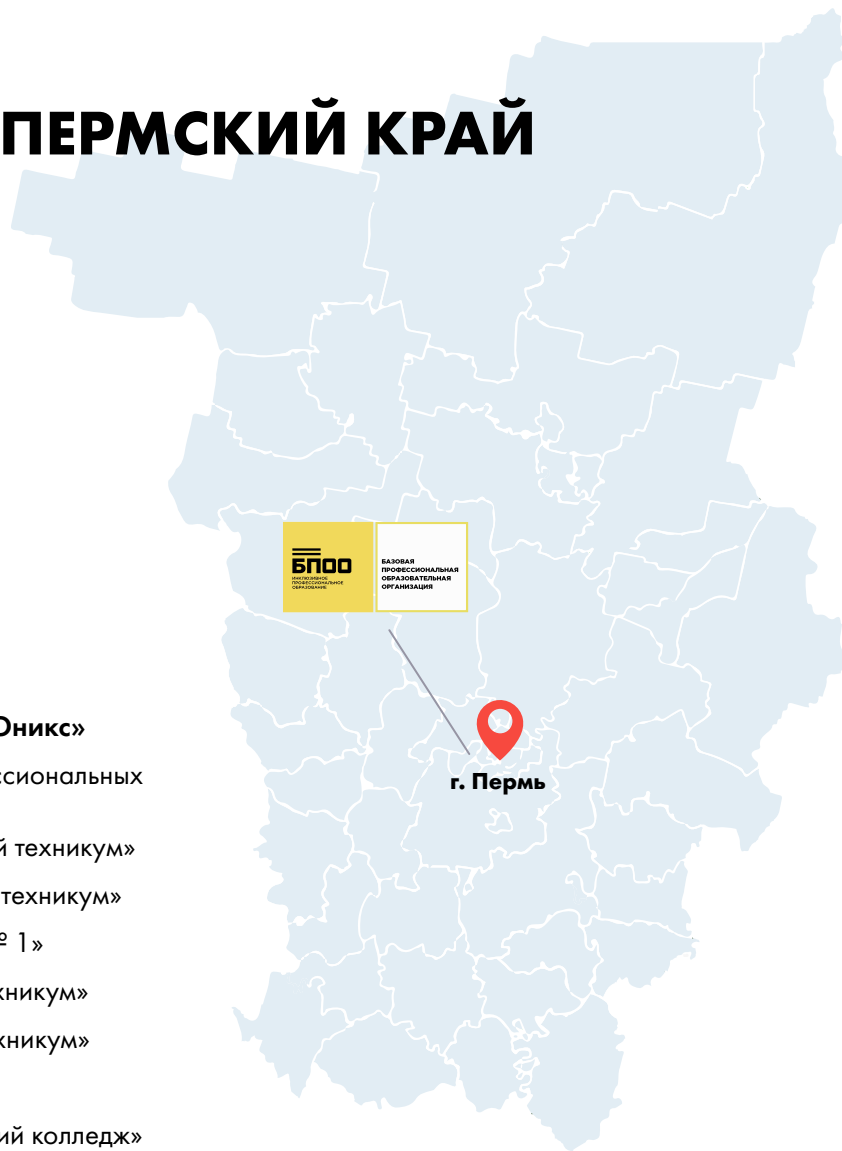 ПЕРМСКИЙ КРАЙ
БПОО
ИНКЛЮЗИВНОЕ
ПРОФЕССИОНАЛЬНОЕ
ОБРАЗОВАНИЕ
БАЗОВАЯ
ПРОФЕССИОНАЛЬНАЯ
ОБРАЗОВАТЕЛЬНАЯ
ОРГАНИЗАЦИЯ
г. Пермь
Оникс»
ссиональных
й техникум»
техникум»
№ 1»
хникум»
хникум»
ий колледж»